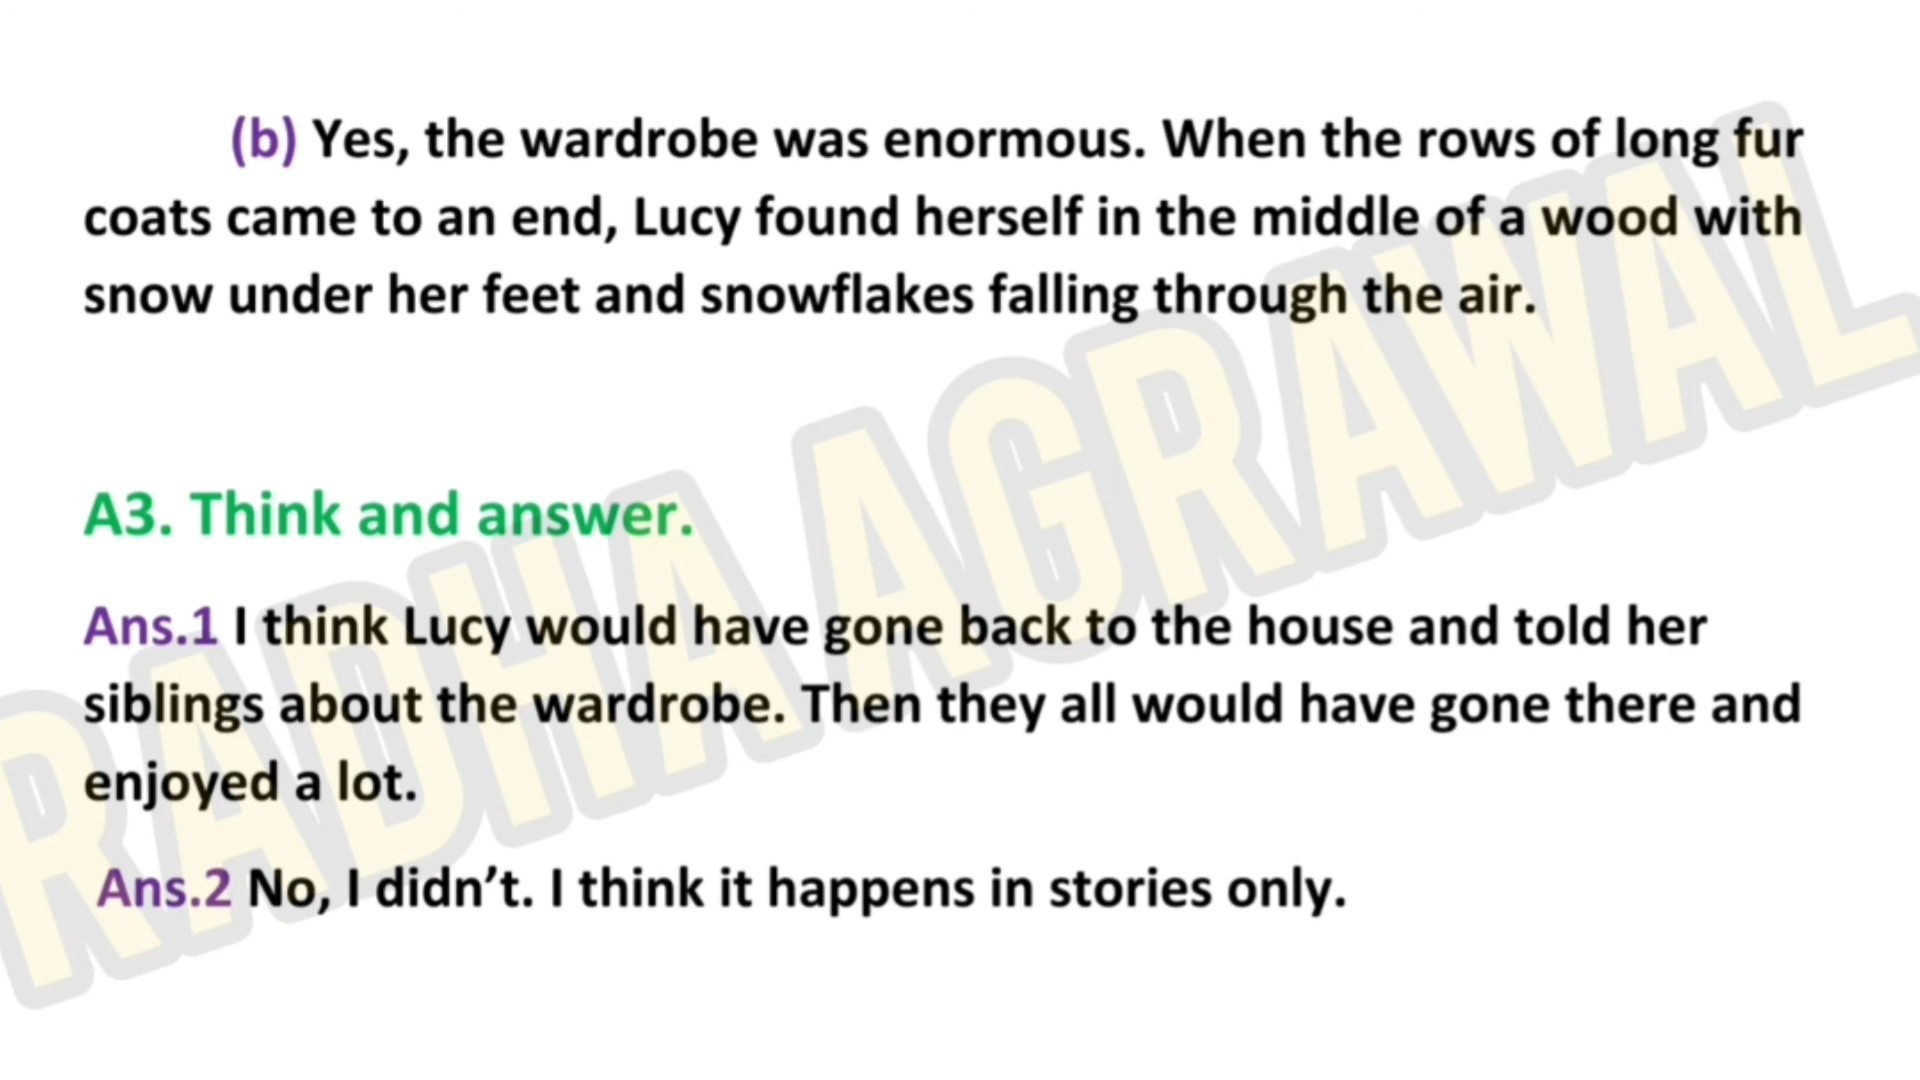 (b) Yes, the wardrobe was enormous. When the rows of long fur
coats came to an end, Lucy found herself in the middle of a wood with
snow under her feet and snowflakes falling through the air.
A3. Think and answer.
Ans.1 I think Lucy would have gone back to the house and told her
siblings about the wardrobe. Then they all would have gone there and
enjoyed a lot.
Ans.2 No, I didn’t. I think it happens in stories only.
RADHA AGRAWAL